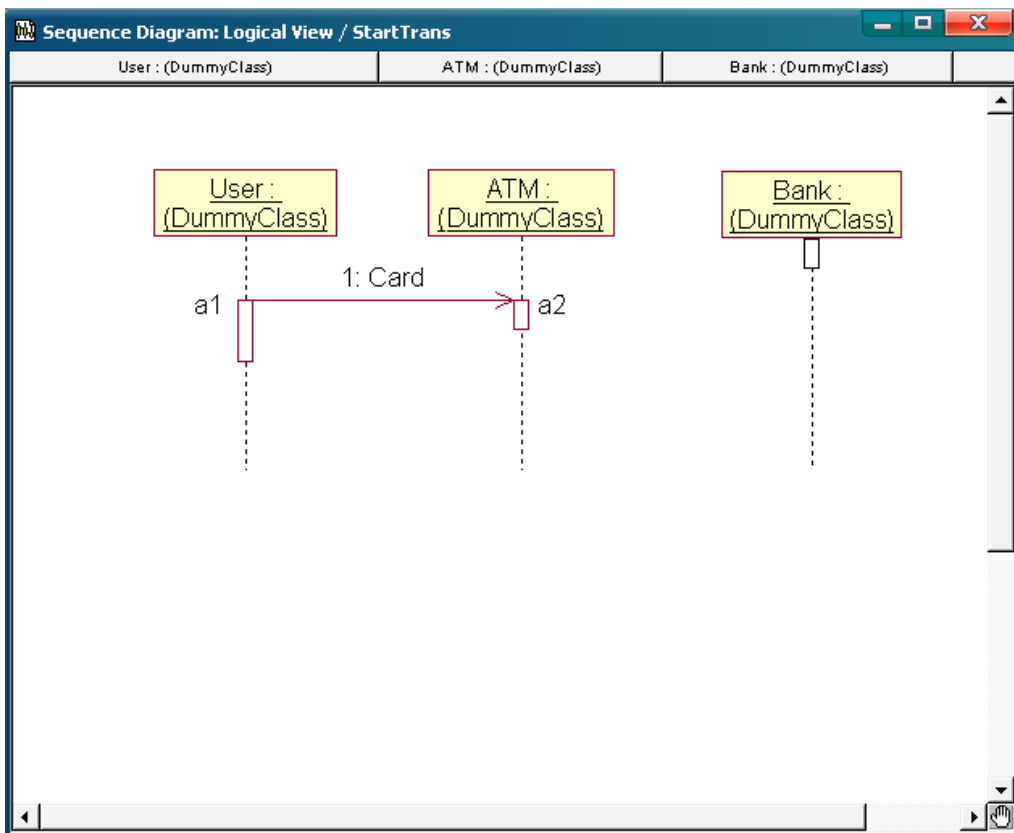 Sequence Diagram: Logical View / StartTrans
User : (DummyClass)
ATM : (DummyClass)
Bank : (DummyClass)
User :
(DummyClass)
ATM :
(DummyClass)
Bank :
(DummyClass)
1: Card
a1
a2